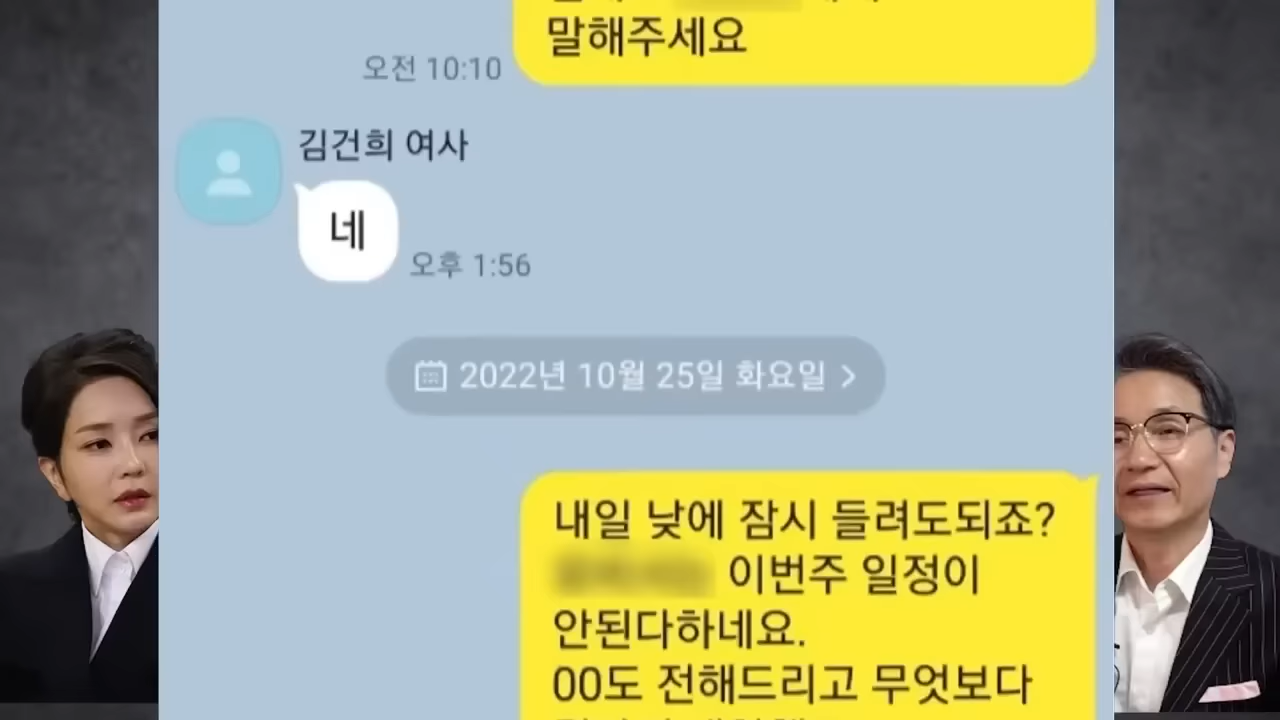 말해주세요
오전 10:10
김건희 여사
네
오후 1:56
2022년 10월 25일 화요일
내일 낮에 잠시 들려도되죠?
이번주 일정이
안된다하네요.
00도 전해드리고 무엇보다